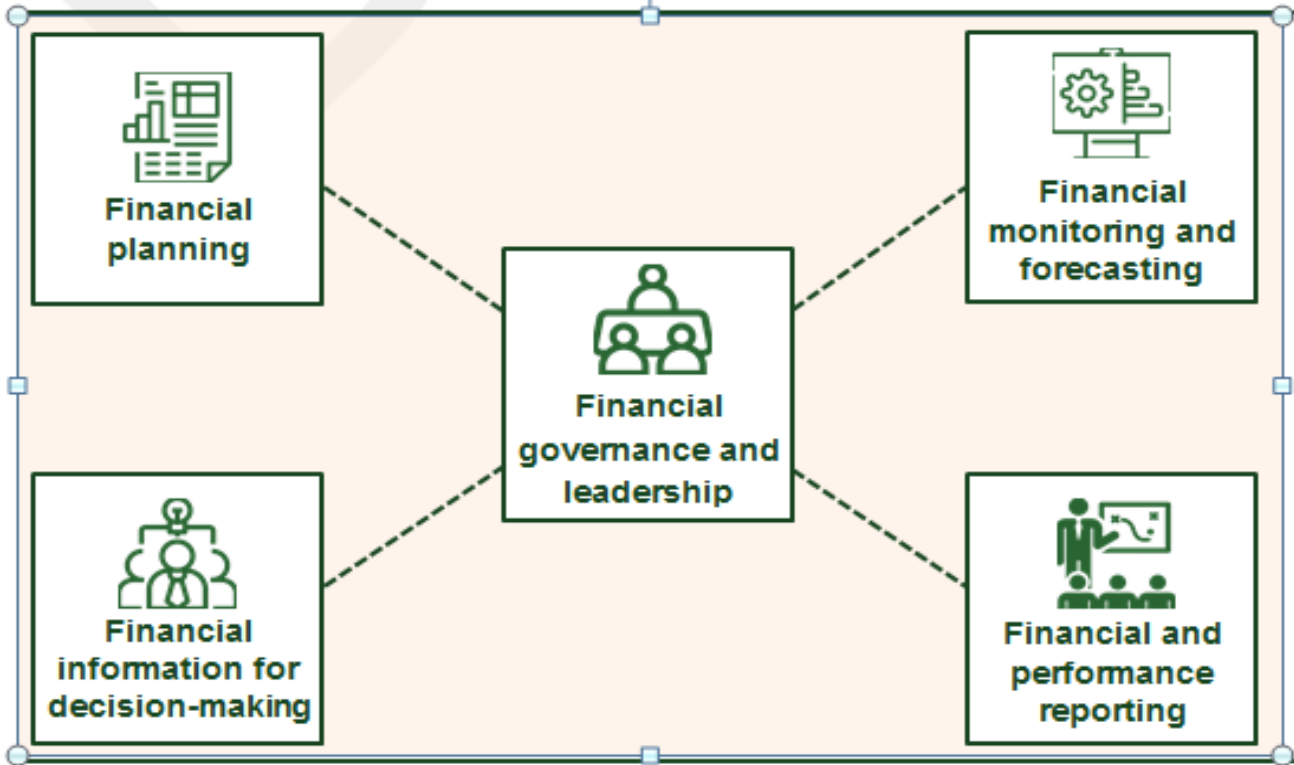 Financial
planning
Financial
monitoring and
forecasting
Financial
governance and
leadership
Financial
information for
decision-making
Financial and
performance
reporting